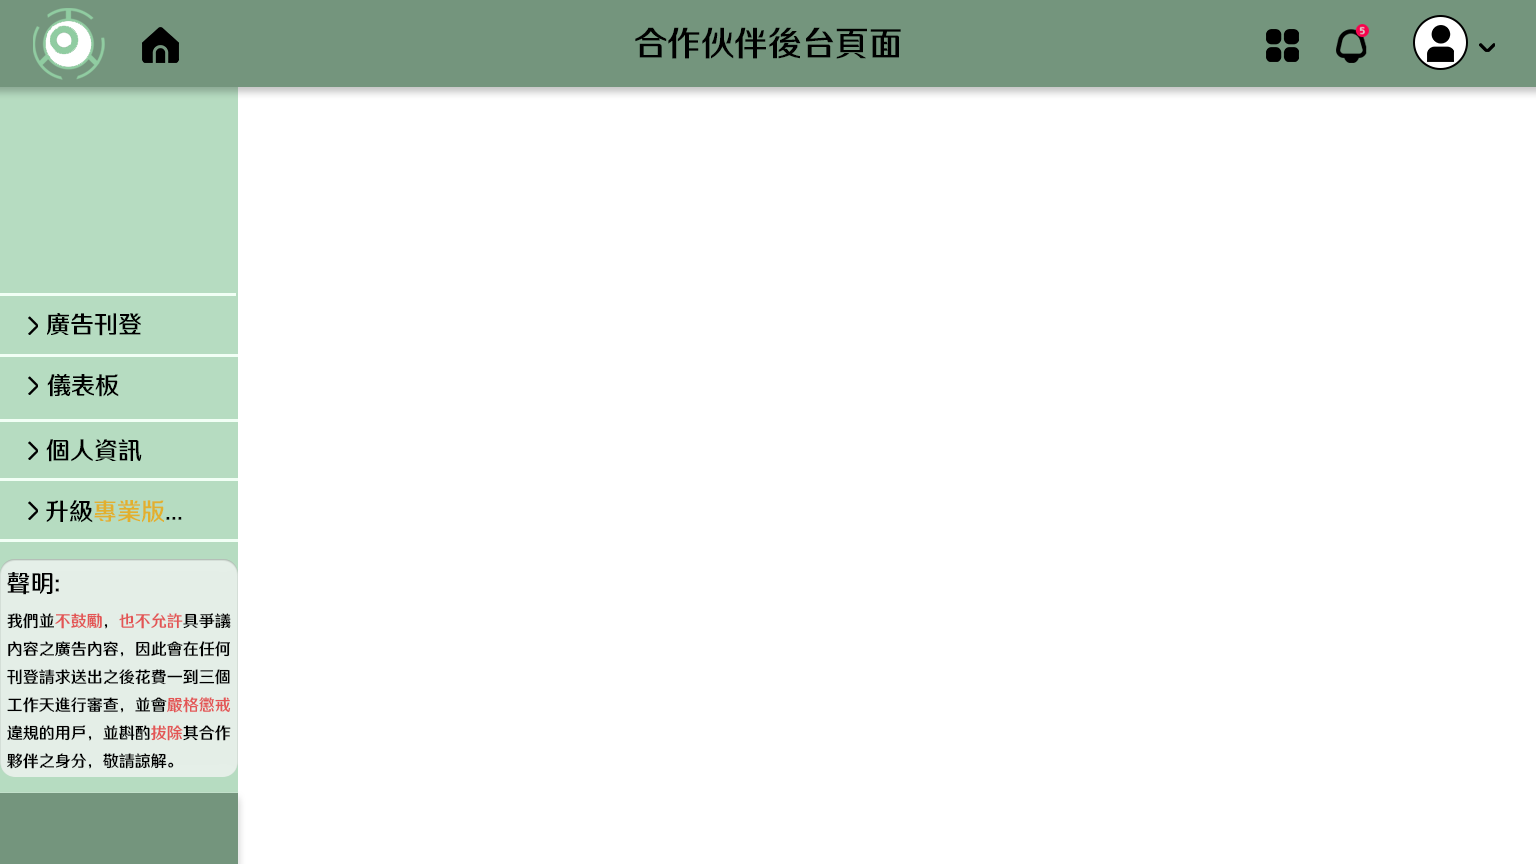 合作伙伴後台頁面
5
廣告刊登
儀表板
個人資訊
升級專業版...
聲明:
我們並不鼓勵，也不允許具爭議
內容之廣告內容，因此會在任何
刊登請求送出之後花費一到三個
工作天進行審查，並會嚴格懲戒
違規的用戶，並斟酌拔除其合作
夥伴之身分，敬請諒解。